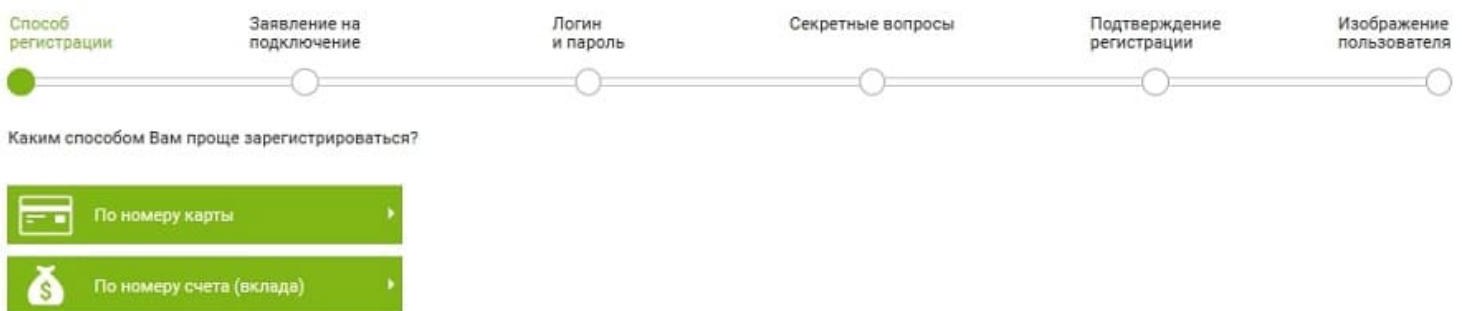 Способ
регистрации
Заявление на
подключение
Логин
и пароль
Секретные вопросы
Подтверждение
регистрации
Изображение
пользователя
Каким способом Вам проще зарегистрироваться?
По номеру карты
По номеру счета (вклада)